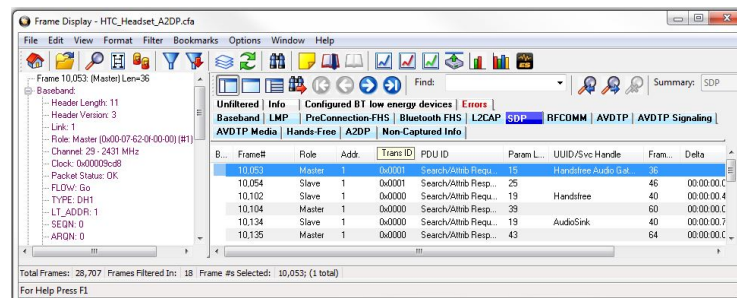 Frame Display - HTC_Headset_A2DP.cfa
File Edit View Format Filter Bookmarks Options Window Help
Find: Summary: SDP
Unfiltered Info Configured BT low energy devices Errors
Baseband LMP PreConnection-FHS Bluetooth FHS L2CAP SDP RFCOMM AVDTP AVDTP Signaling
AVDTP Media Hands-Free A2DP Non-Captured Info
B... Frame# Role Addr. Trans ID PDU ID Param L... UUID/Svc Handle Fram... Delta
10,053 Master 1 0x0001 Search/Attrib Requ... 15 Handsfree Audio Gat... 36
10,054 Slave 1 0x0001 Search/Attrib Resp... 25 46 00:00:00.0
10,102 Slave 1 0x0000 Search/Attrib Requ... 19 Handsfree 40 00:00:00.4
10,104 Master 1 0x0000 Search/Attrib Resp... 39 60 00:00:00.0
10,134 Slave 1 0x0000 Search/Attrib Requ... 19 AudioSink 40 00:00:00.7
10,135 Master 1 0x0000 Search/Attrib Resp... 43 64 00:00:00.0
Frame 10,053: (Master) Len=36
Baseband:
Header Length: 11
Header Version: 3
Link: 1
Role: Master (0x00-07-62-0f-00-00) (#1)
Channel: 29 - 2431 MHz
Clock: 0x00009cd8
Packet Status: OK
FLOW: Go
TYPE: DH1
LT_ADDR: 1
SEQN: 0
ARQN: 0
Total Frames: 28,707 Frames Filtered In: 18 Frame #s Selected: 10,053; (1 total)
For Help Press F1